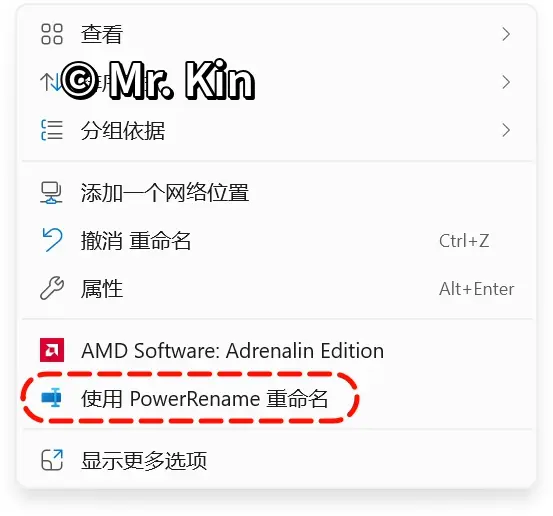 查看
© Mr. Kin
分组依据
添加一个网络位置
撤消 重命名 Ctrl+Z
属性 Alt+Enter
AMD Software: Adrenalin Edition
使用 PowerRename 重命名
显示更多选项